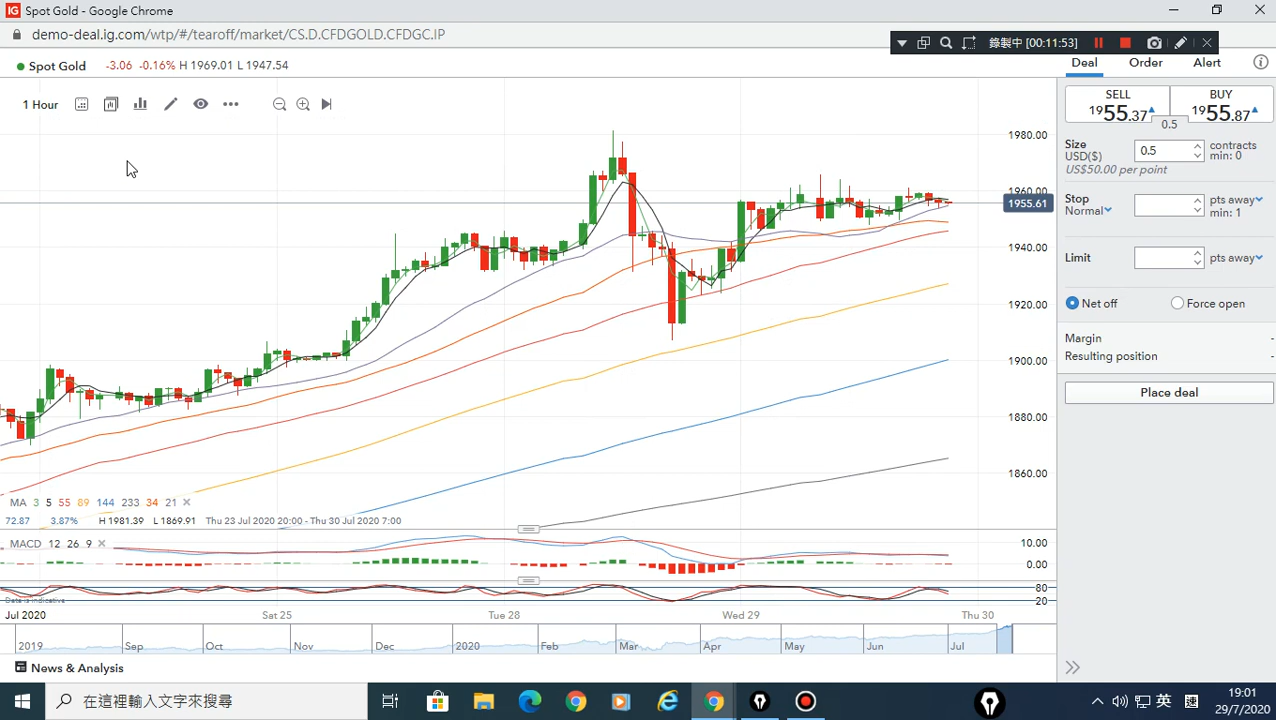 IG Spot Gold - Google Chrome
demo-deal.ig.com/wtp/#/tearoff/market/CS.D.CFDGOLD.CFDGC.IP
錄製中 [00:11:53]
Spot Gold -3.06 -0.16% H 1969.01 L 1947.54
Deal Order Alert
1 Hour
SELL BUY
1955.37 1955.87
0.5
Size
USD($)
0.5
contracts
min: 0
US$50.00 per point
Stop
Normal
pts away
min: 1
Limit
pts away
Net off Force open
Margin -
Resulting position -
Place deal
1980.00
1960.00
1955.61
1940.00
1920.00
1900.00
1880.00
1860.00
MA 3 5 55 89 144 233 34 21
72.87 3.87% H 1981.39 L 1869.91 Thu 23 Jul 2020 20:00 - Thu 30 Jul 2020 7:00
MACD 12 26 9
10.00
0.00
80
20
Data is indicative
Jul 2020 Sat 25 Tue 28 Wed 29 Thu 30
2019 Sep Oct Nov Dec 2020 Feb Mar Apr May Jun Jul
News & Analysis
在這裡輸入文字來搜尋
英
19:01
29/7/2020